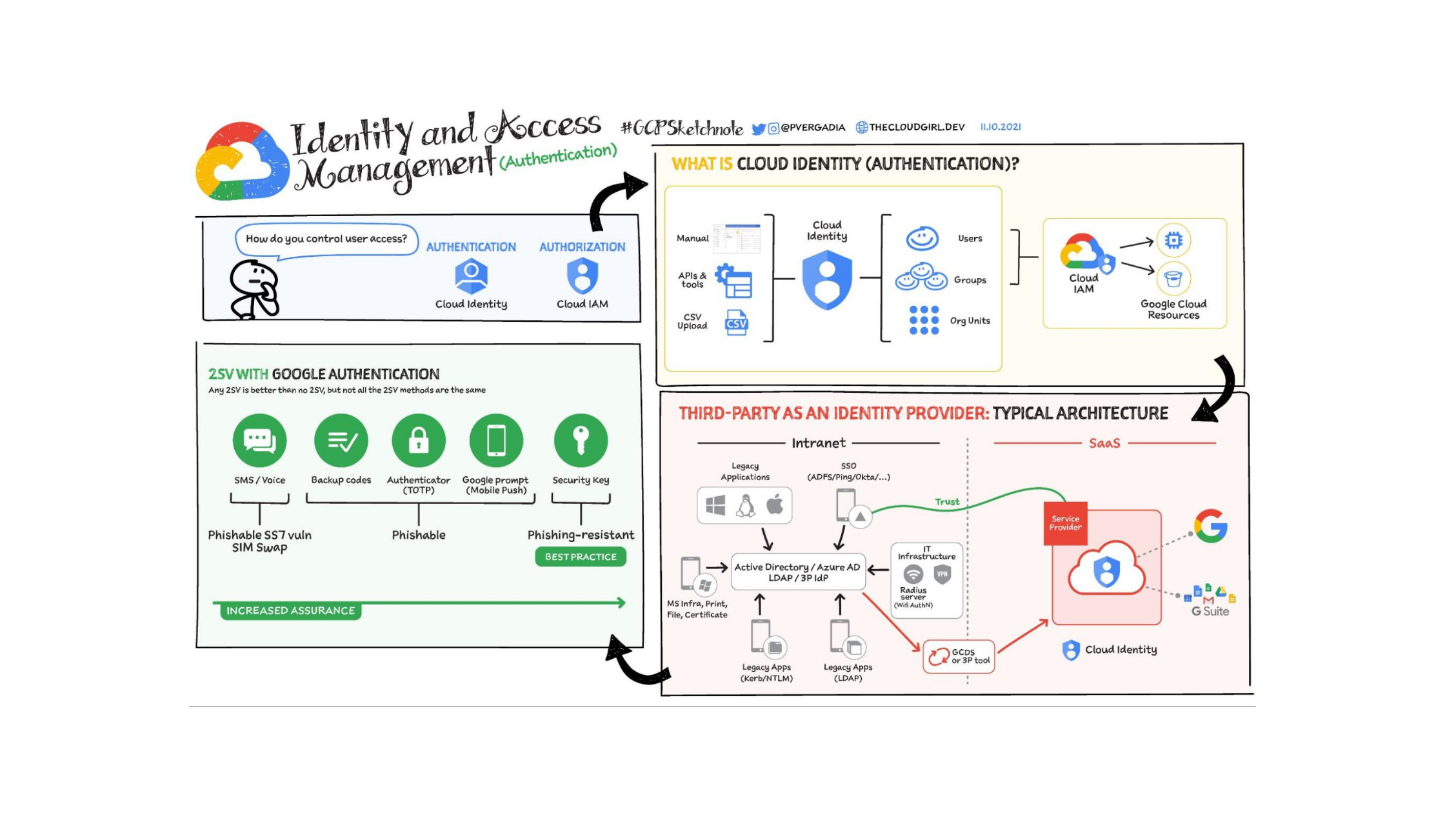 Identity and Access
Management (Authentication)
#GCPSketchnote @PVERGADIA THECLOUDGIRL.DEV 11.10.2021
How do you control user access?
AUTHENTICATION
Cloud Identity
AUTHORIZATION
Cloud IAM
WHAT IS CLOUD IDENTITY (AUTHENTICATION)?
Manual
APIs &
tools
CSV
Upload
CSV
Cloud
Identity
Users
Groups
Org Units
Cloud
IAM
Google Cloud
Resources
THIRD-PARTY AS AN IDENTITY PROVIDER: TYPICAL ARCHITECTURE
Intranet
SaaS
Legacy
Applications
SSO
(ADFS/Ping/Okta/...)
Trust
Service
Provider
G
Active Directory / Azure AD
LDAP / 3P IdP
IT
Infrastructure
VPN
Radius
server
(Wifi AuthN)
MS Infra, Print,
File, Certificate
Legacy Apps
(Kerb/NTLM)
Legacy Apps
(LDAP)
GCDS
or 3P tool
G Suite
Cloud Identity
2SV WITH GOOGLE AUTHENTICATION
Any 2SV is better than no 2SV, but not all the 2SV methods are the same
SMS / Voice
Backup codes
Authenticator
(TOTP)
Google prompt
(Mobile Push)
Security Key
Phishable SS7 vuln
SIM Swap
Phishable
Phishing-resistant
BEST PRACTICE
INCREASED ASSURANCE